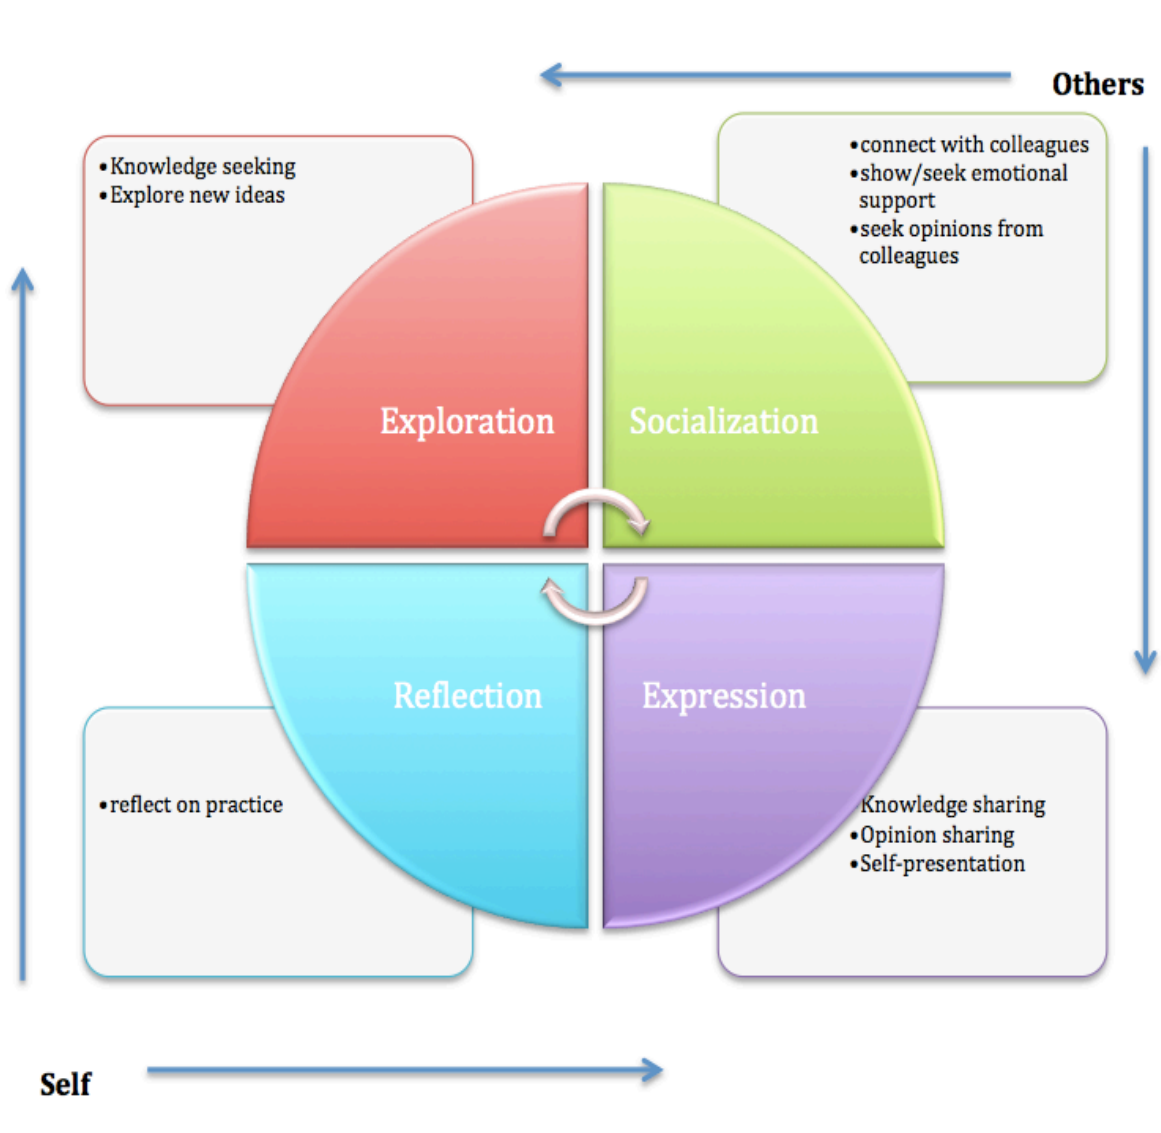 Others
•Knowledge seeking
•Explore new ideas
•connect with colleagues
•show/seek emotional
support
•seek opinions from
colleagues
Exploration
Socialization
Reflection
Expression
•reflect on practice
Knowledge sharing
•Opinion sharing
•Self-presentation
Self